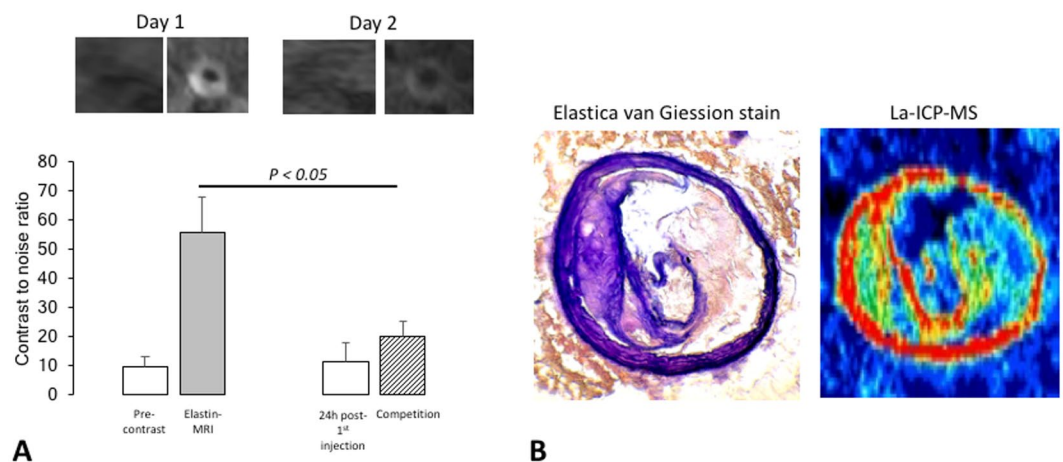 Day 1
Day 2
Contrast to noise ratio
80
70
60
50
40
30
20
10
0
P < 0.05
Pre-
contrast
Elastin-
MRI
24h post-
1st
injection
Competition
A
Elastica van Giession stain
La-ICP-MS
B